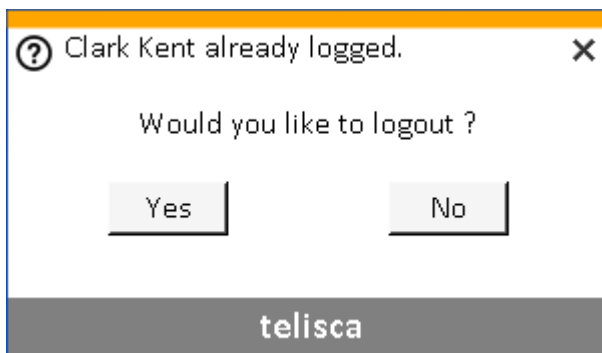 Clark Kent already logged.
Would you like to logout ?
Yes
No
telisca